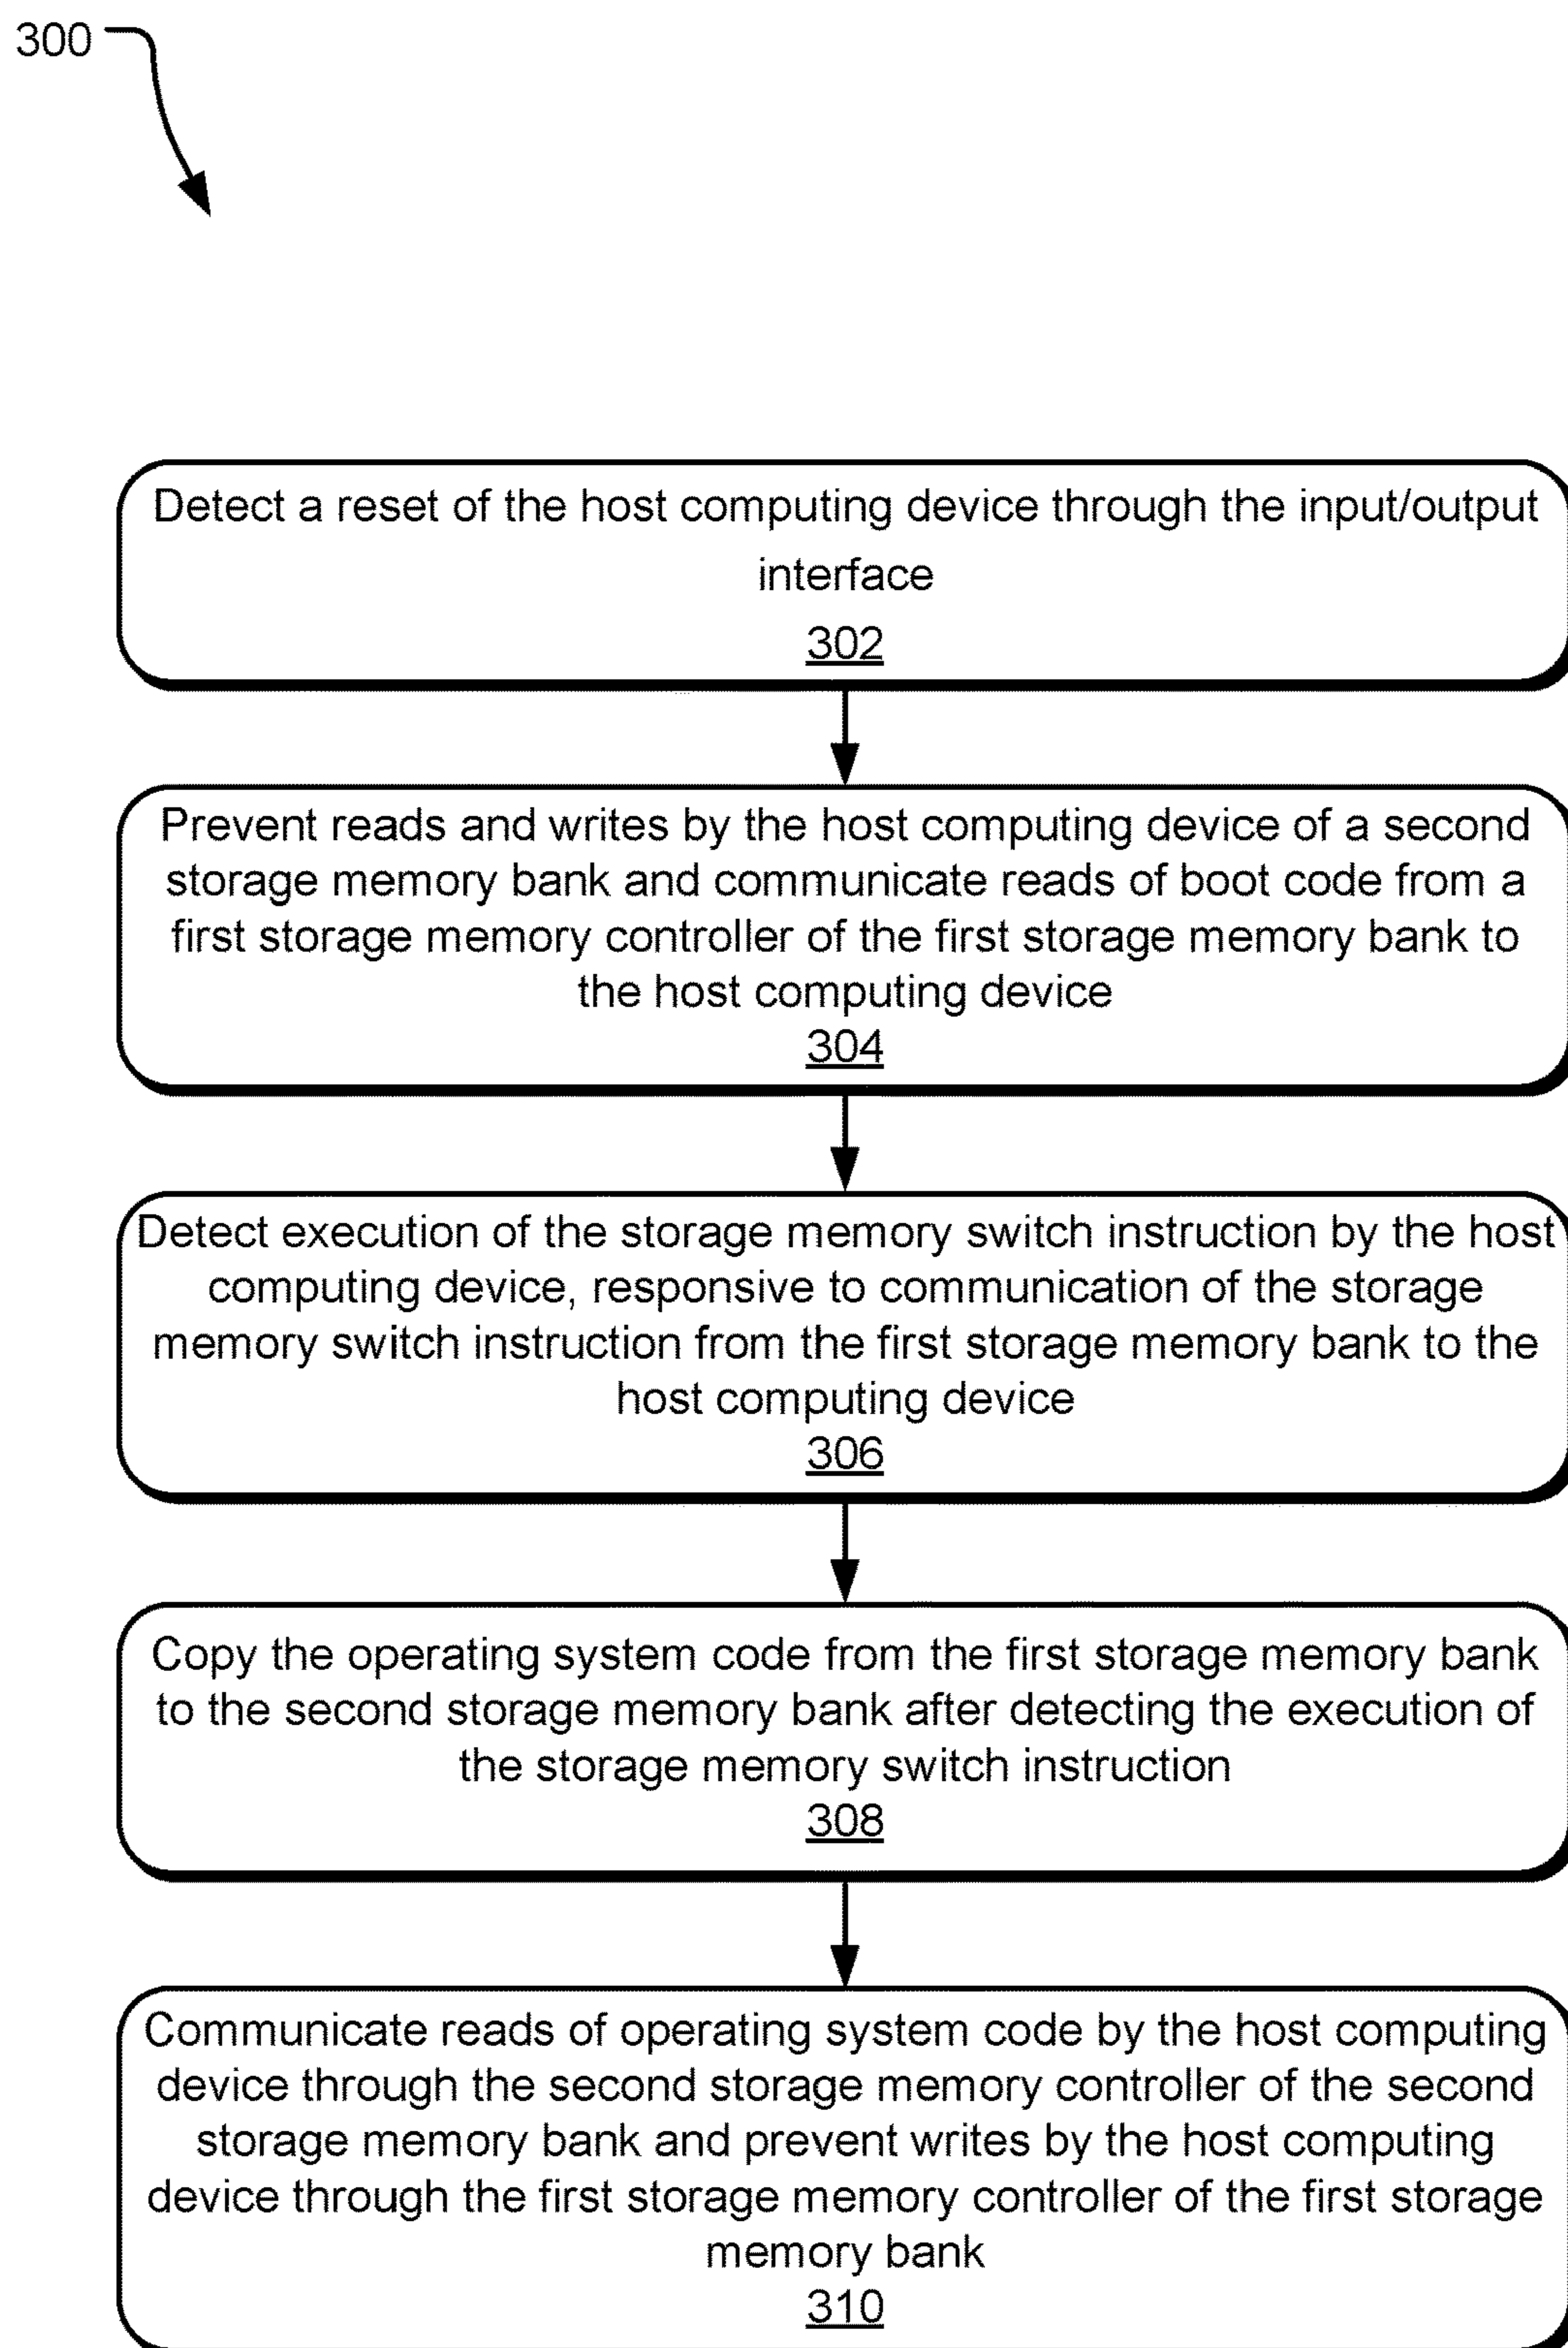 300
Detect a reset of the host computing device through the input/output
interface
302
Prevent reads and writes by the host computing device of a second
storage memory bank and communicate reads of boot code from a
first storage memory controller of the first storage memory bank to
the host computing device
304
Detect execution of the storage memory switch instruction by the host
computing device, responsive to communication of the storage
memory switch instruction from the first storage memory bank to the
host computing device
306
Copy the operating system code from the first storage memory bank
to the second storage memory bank after detecting the execution of
the storage memory switch instruction
308
Communicate reads of operating system code by the host computing
device through the second storage memory controller of the second
storage memory bank and prevent writes by the host computing
device through the first storage memory controller of the first storage
memory bank
310